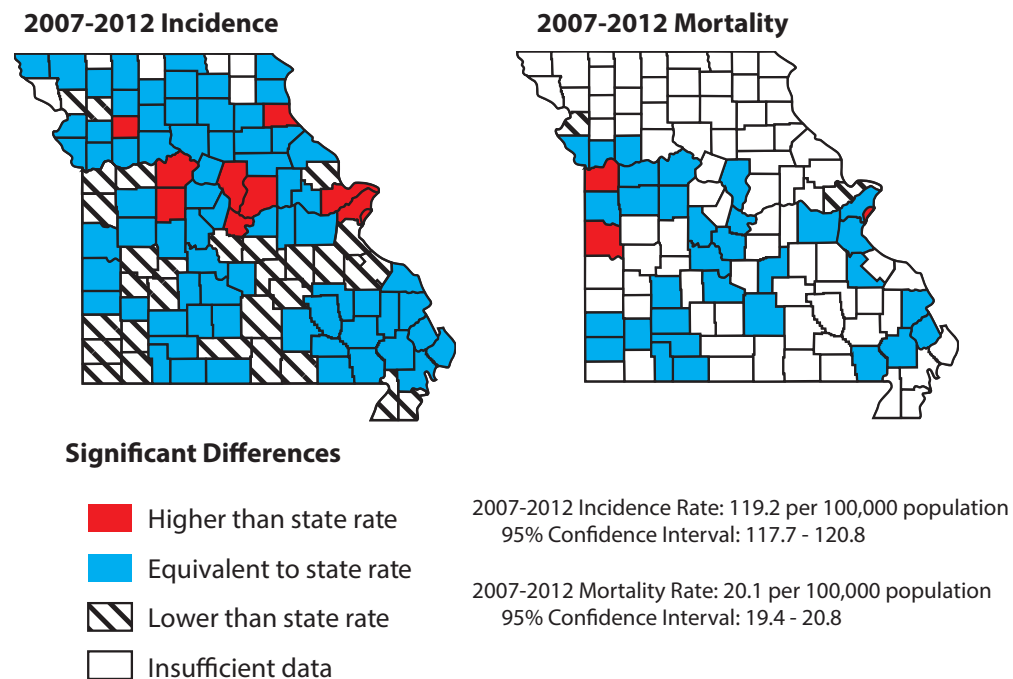 2007-2012 Incidence
2007-2012 Mortality
Significant Differences
Higher than state rate
Equivalent to state rate
Lower than state rate
Insufficient data
2007-2012 Incidence Rate: 119.2 per 100,000 population
95% Confidence Interval: 117.7 - 120.8
2007-2012 Mortality Rate: 20.1 per 100,000 population
95% Confidence Interval: 19.4 - 20.8